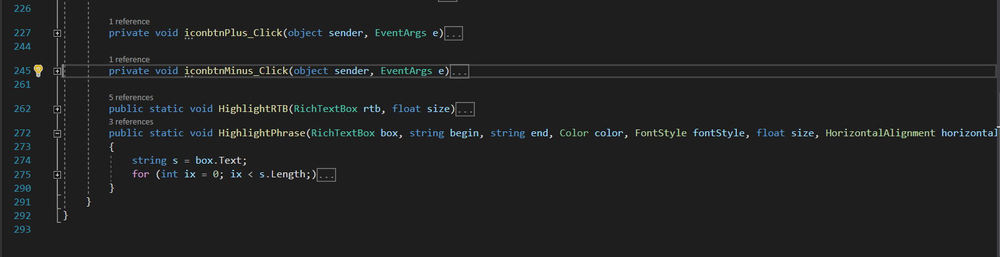 226
1 reference
227 private void iconbtnPlus_Click(object sender, EventArgs e)...
244
1 reference
245 private void iconbtnMinus_Click(object sender, EventArgs e)...
261
5 references
262 public static void HighlightRTB(RichTextBox rtb, float size)...
3 references
272 public static void HighlightPhrase(RichTextBox box, string begin, string end, Color color, FontStyle fontStyle, float size, HorizontalAlignment horizontal
273 {
274 string s = box.Text;
275 for (int ix = 0; ix < s.Length;)...
290 }
291 }
292 }
293